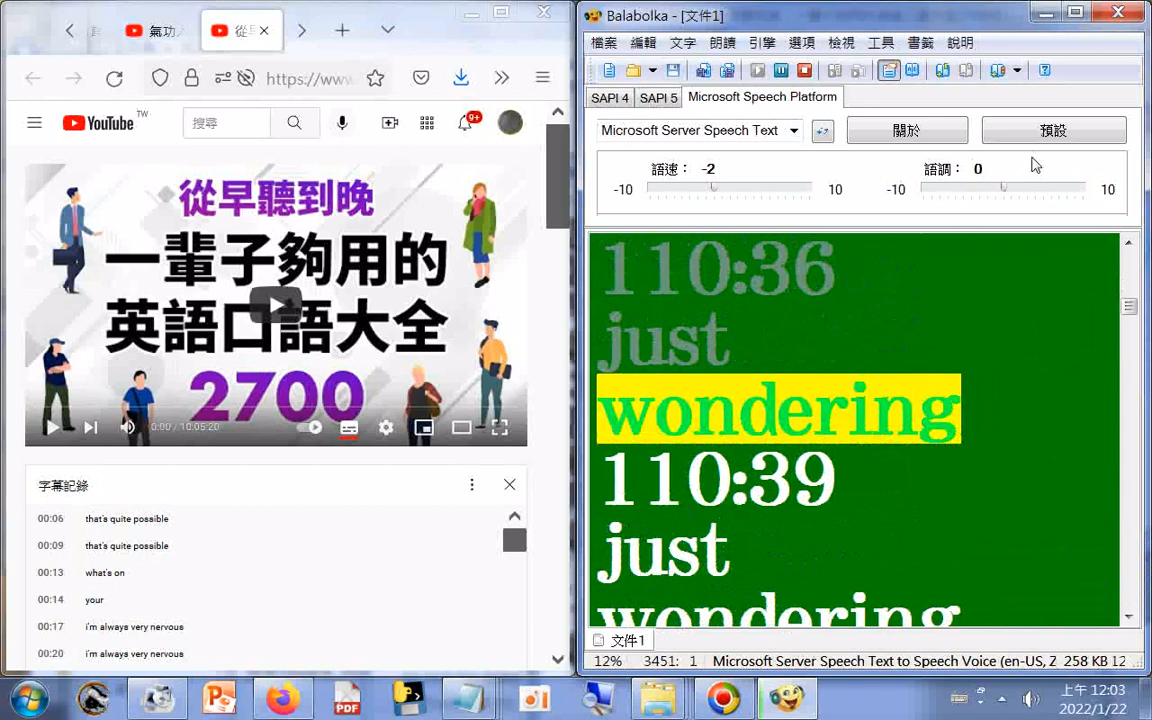 氣功
從
https://www
YouTube TW
搜尋
9+
從早聽到晚
一輩子夠用的
英語口語大全
2700
0:00 / 10:05:20
字幕記錄
00:06 that's quite possible
00:09 that's quite possible
00:13 what's on
00:14 your
00:17 i'm always very nervous
00:20 i'm always very nervous
Balabolka - [文件1]
檔案 編輯 文字 朗讀 引擎 選項 檢視 工具 書籤 說明
SAPI 4 SAPI 5 Microsoft Speech Platform
Microsoft Server Speech Text 關於 預設
語速： -2 語調： 0
-10 10 -10 10
110:36
just
wondering
110:39
just
wondering
文件1
12% 3451: 1 Microsoft Server Speech Text to Speech Voice (en-US, Z 258 KB 12
PDF
上午 12:03
2022/1/22